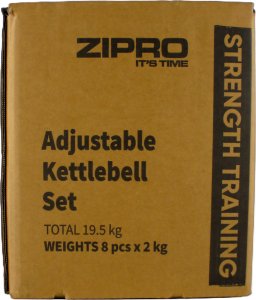 ZIPRO
IT'S TIME
Adjustable
Kettlebell
Set
TOTAL 19.5 kg
WEIGHTS 8 pcs x 2 kg
STRENGTH TRAINING